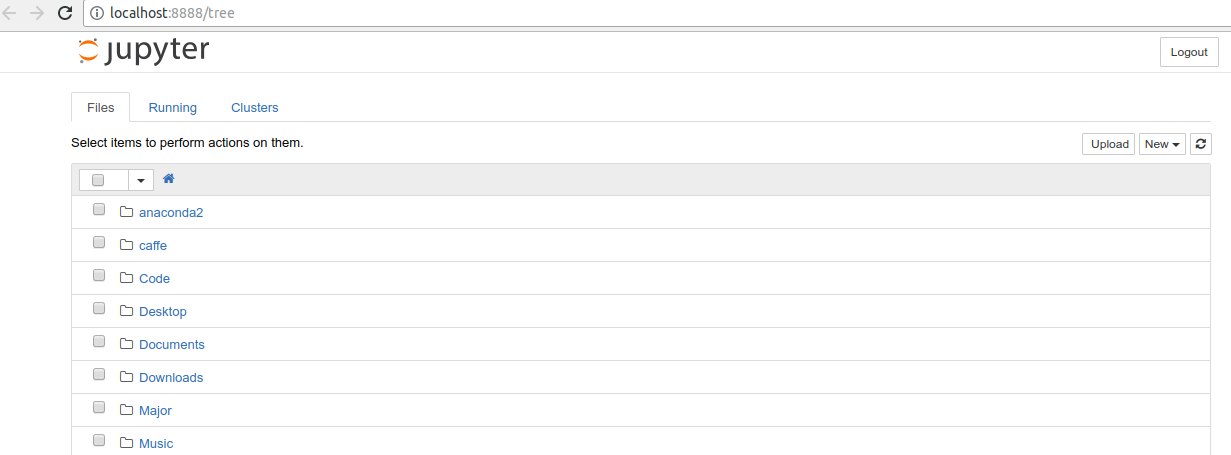 localhost:8888/tree
jupyter
Logout
Files Running Clusters
Select items to perform actions on them.
Upload New
anaconda2
caffe
Code
Desktop
Documents
Downloads
Major
Music